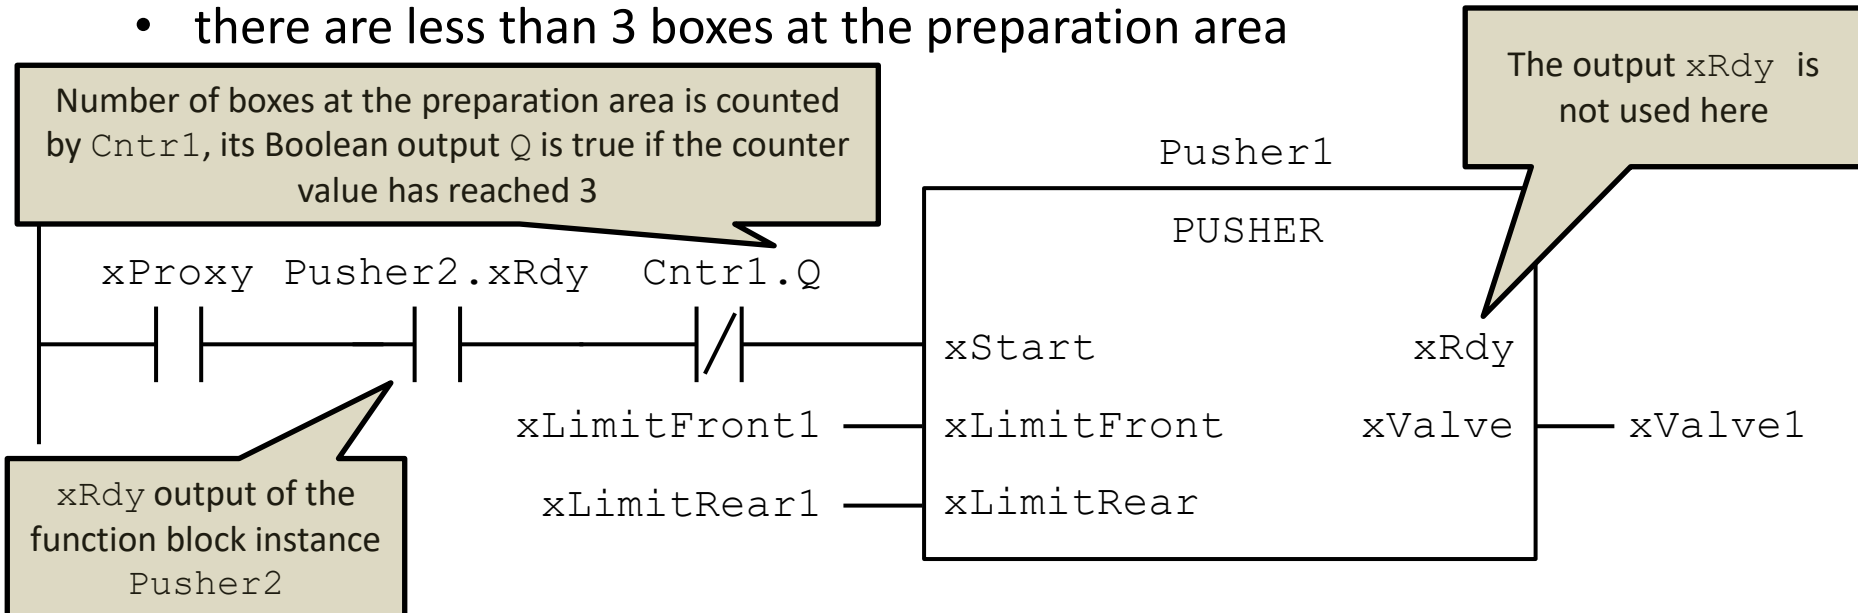 • there are less than 3 boxes at the preparation area
Number of boxes at the preparation area is counted
by Cntr1, its Boolean output Q is true if the counter
value has reached 3
The output xRdy is
not used here
Pusher1
PUSHER
xProxy Pusher2.xRdy Cntr1.Q
xStart xRdy
xLimitFront1 xLimitFront xValve xValve1
xLimitRear1 xLimitRear
xRdy output of the
function block instance
Pusher2